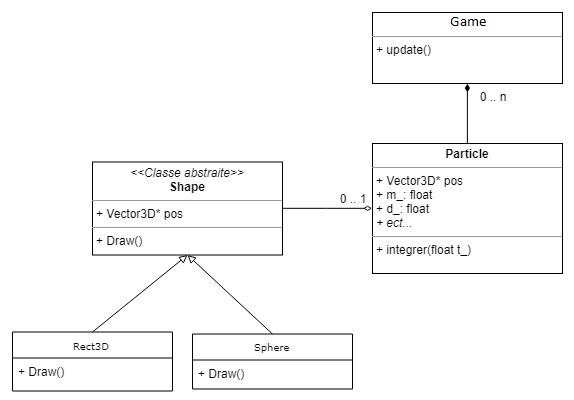 Game
+ update()
0 .. n
Particle
+ Vector3D* pos
+ m_: float
+ d_: float
+ ect...
+ integrer(float t_)
0 .. 1
<<Classe abstraite>>
Shape
+ Vector3D* pos
+ Draw()
Rect3D
+ Draw()
Sphere
+ Draw()